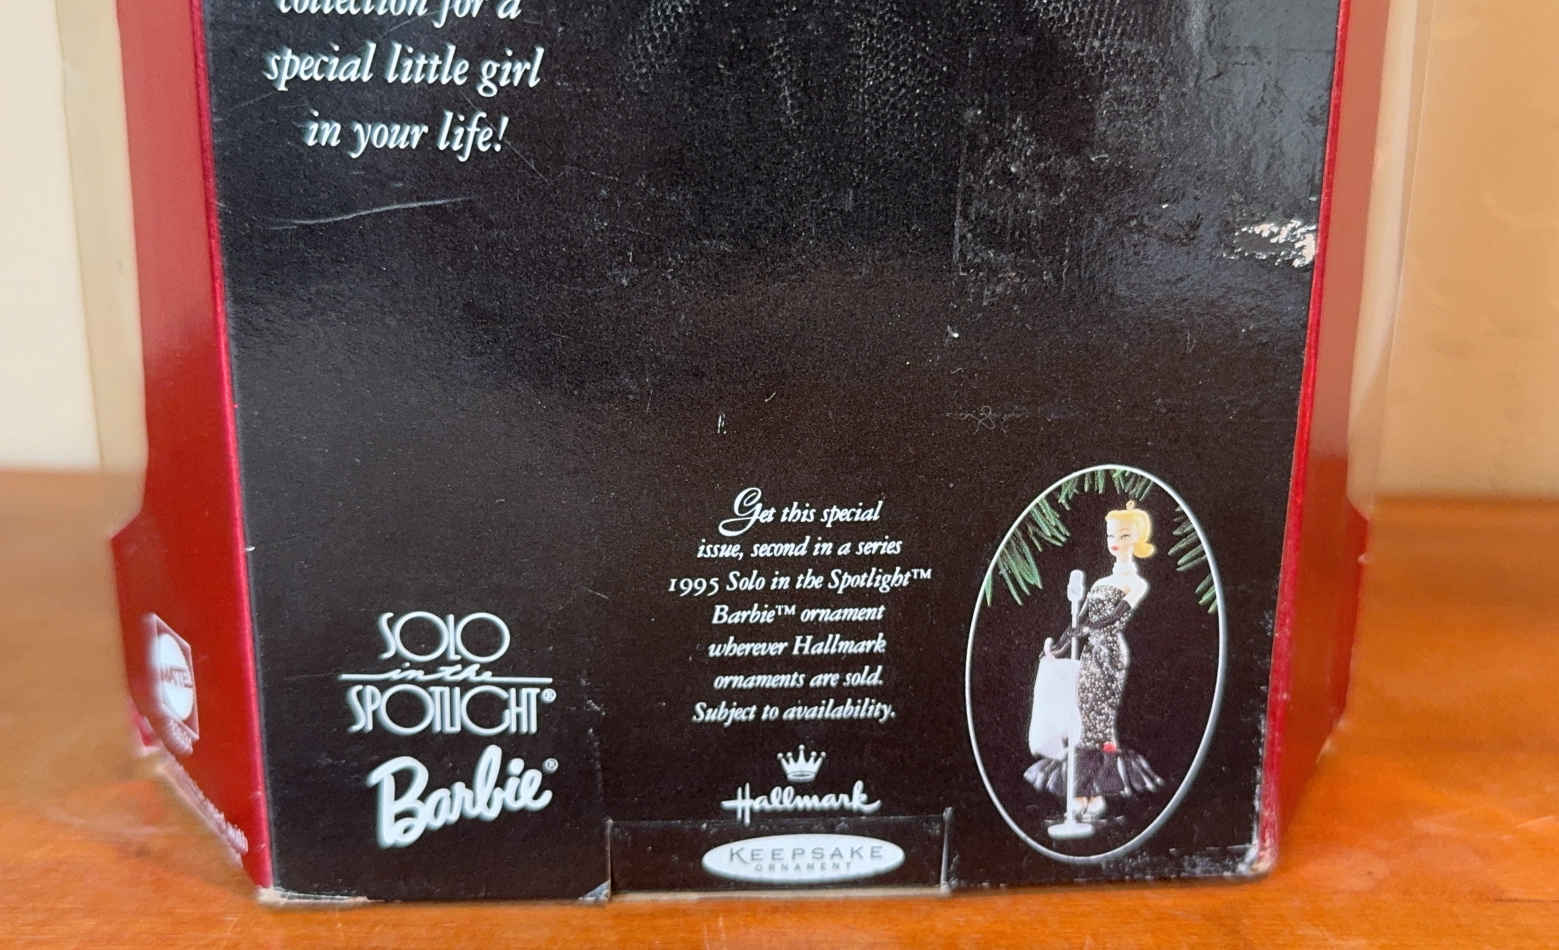 collection for a
special little girl
in your life!
Get this special
issue, second in a series
1995 Solo in the Spotlight™
Barbie™ ornament
wherever Hallmark
ornaments are sold.
Subject to availability.
Hallmark
KEEPSAKE
ORNAMENT
SOLO
in the
SPOTLIGHT®
Barbie®
MATTEL